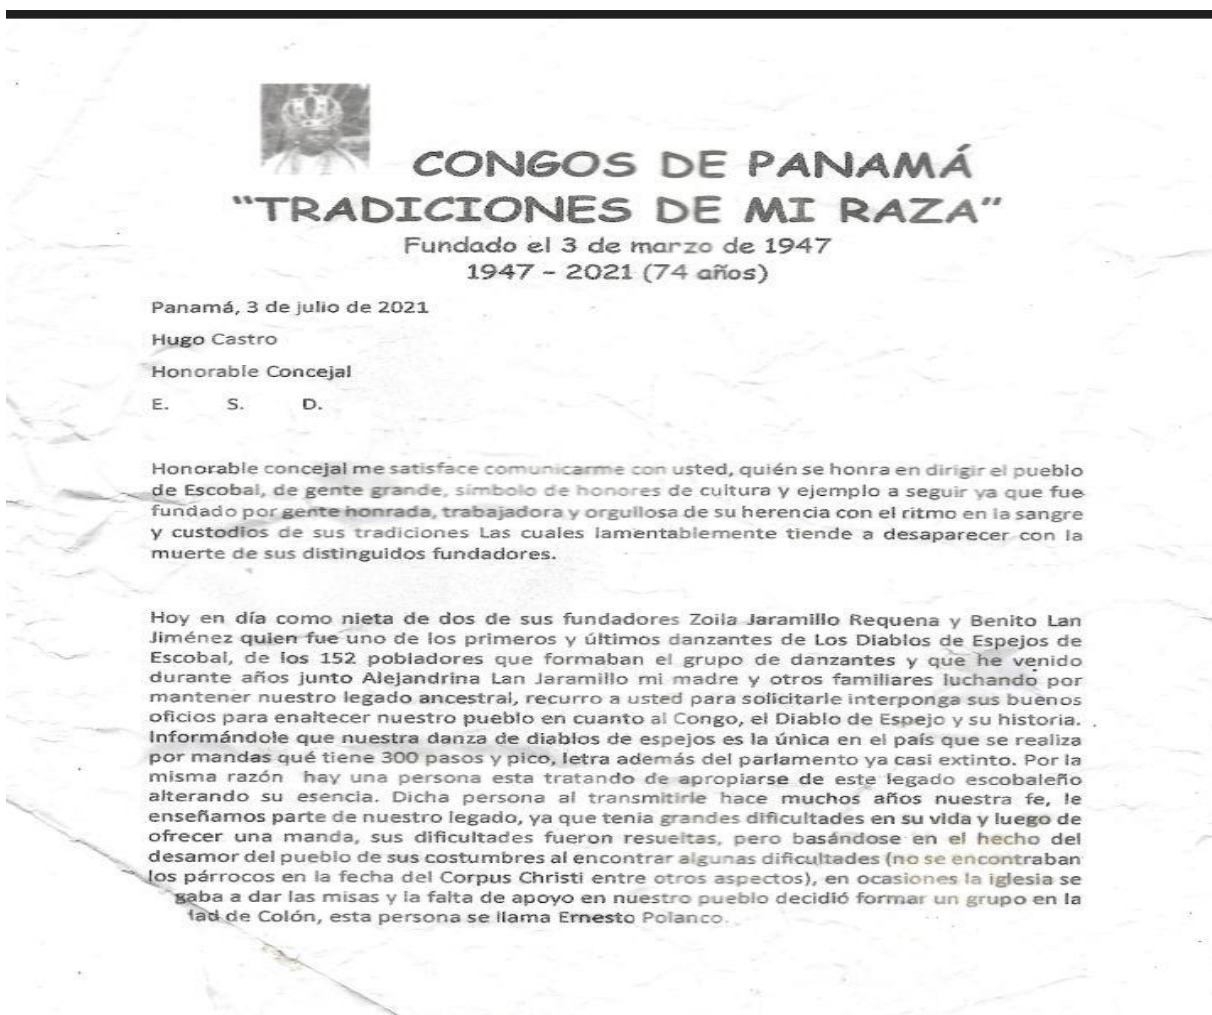 CONGOS DE PANAMÁ
"TRADICIONES DE MI RAZA"
Fundado el 3 de marzo de 1947
1947 – 2021 (74 años)
Panamá, 3 de julio de 2021
Hugo Castro
Honorable Concejal
E. S. D.
Honorable concejal me satisface comunicarme con usted, quién se honra en dirigir el pueblo
de Escobal, de gente grande, símbolo de honores de cultura y ejemplo a seguir ya que fue
fundado por gente honrada, trabajadora y orgullosa de su herencia con el ritmo en la sangre
y custodios de sus tradiciones Las cuales lamentablemente tiende a desaparecer con la
muerte de sus distinguidos fundadores.
Hoy en día como nieta de dos de sus fundadores Zoila Jaramillo Requena y Benito Lan
Jiménez quien fue uno de los primeros y últimos danzantes de Los Diablos de Espejos de
Escobal, de los 152 pobladores que formaban el grupo de danzantes y que he venido
durante años junto Alejandrina Lan Jaramillo mi madre y otros familiares luchando por
mantener nuestro legado ancestral, recurro a usted para solicitarle interponga sus buenos
oficios para enaltecer nuestro pueblo en cuanto al Congo, el Diablo de Espejo y su historia.
Informándole que nuestra danza de diablos de espejos es la única en el país que se realiza
por mandas qué tiene 300 pasos y pico, letra además del parlamento ya casi extinto. Por la
misma razón hay una persona esta tratando de apropiarse de este legado escobaleño
alterando su esencia. Dicha persona al transmitirle hace muchos años nuestra fe, le
enseñamos parte de nuestro legado, ya que tenia grandes dificultades en su vida y luego de
ofrecer una manda, sus dificultades fueron resueltas, pero basándose en el hecho del
desamor del pueblo de sus costumbres al encontrar algunas dificultades (no se encontraban
los párrocos en la fecha del Corpus Christi entre otros aspectos), en ocasiones la iglesia se
gaba a dar las misas y la falta de apoyo en nuestro pueblo decidió formar un grupo en la
dad de Colón, esta persona se llama Ernesto Polanco.